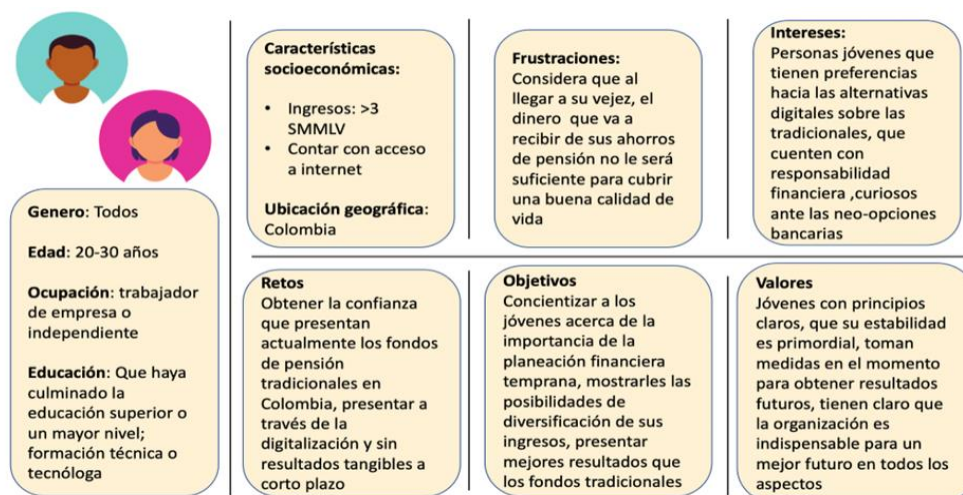 Genero: Todos
Edad: 20-30 años
Ocupación: trabajador
de empresa o
independiente
Educación: Que haya
culminado la
educación superior o
un mayor nivel;
formación técnica o
tecnóloga
Características
socioeconómicas:
• Ingresos: >3
SMMLV
• Contar con acceso
a internet
Ubicación geográfica:
Colombia
Frustraciones:
Considera que al
llegar a su vejez, el
dinero que va a
recibir de sus ahorros
de pensión no le será
suficiente para cubrir
una buena calidad de
vida
Intereses:
Personas jóvenes que
tienen preferencias
hacia las alternativas
digitales sobre las
tradicionales, que
cuenten con
responsabilidad
financiera ,curiosos
ante las neo-opciones
bancarias
Retos
Obtener la confianza
que presentan
actualmente los fondos
de pensión
tradicionales en
Colombia, presentar a
través de la
digitalización y sin
resultados tangibles a
corto plazo
Objetivos
Concientizar a los
jóvenes acerca de la
importancia de la
planeación financiera
temprana, mostrarles las
posibilidades de
diversificación de sus
ingresos, presentar
mejores resultados que
los fondos tradicionales
Valores
Jóvenes con principios
claros, que su estabilidad
es primordial, toman
medidas en el momento
para obtener resultados
futuros, tienen claro que
la organización es
indispensable para un
mejor futuro en todos los
aspectos